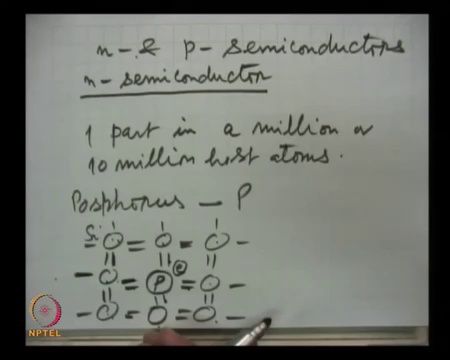 n- & p- semiconductors
n- semiconductor
1 part in a million or
10 million host atoms.
Posphorus — P
Si
P e
NPTEL